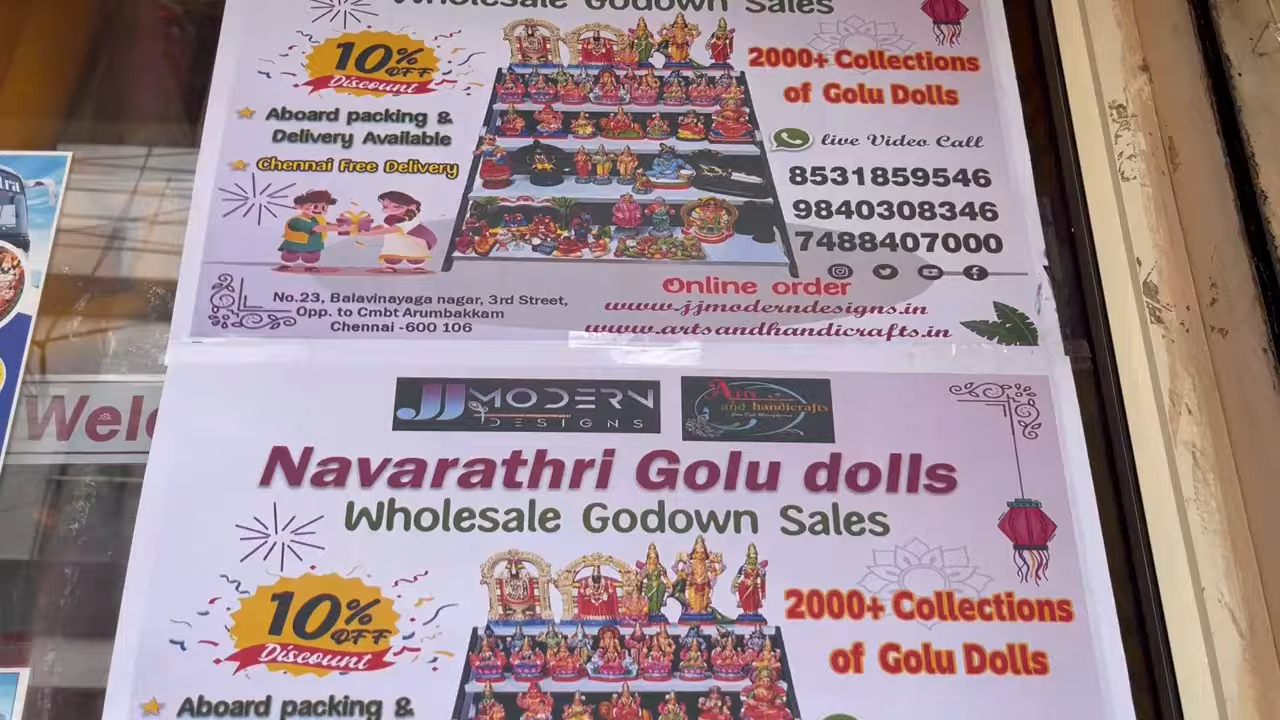 Wholesale Godown Sales
10% OFF
Discount
Aboard packing &
Delivery Available
Chennai Free Delivery
2000+ Collections
of Golu Dolls
live Video Call
8531859546
9840308346
7488407000
No.23, Balavinayaga nagar, 3rd Street,
Opp. to Cmbt Arumbakkam
Chennai -600 106
Online order
www.jjmoderndesigns.in
www.artsandhandicrafts.in
Welc
JJ MODERN
DESIGNS
Arts
and handicrafts
Navarathri Golu dolls
Wholesale Godown Sales
10% OFF
Discount
2000+ Collections
of Golu Dolls
Aboard packing &